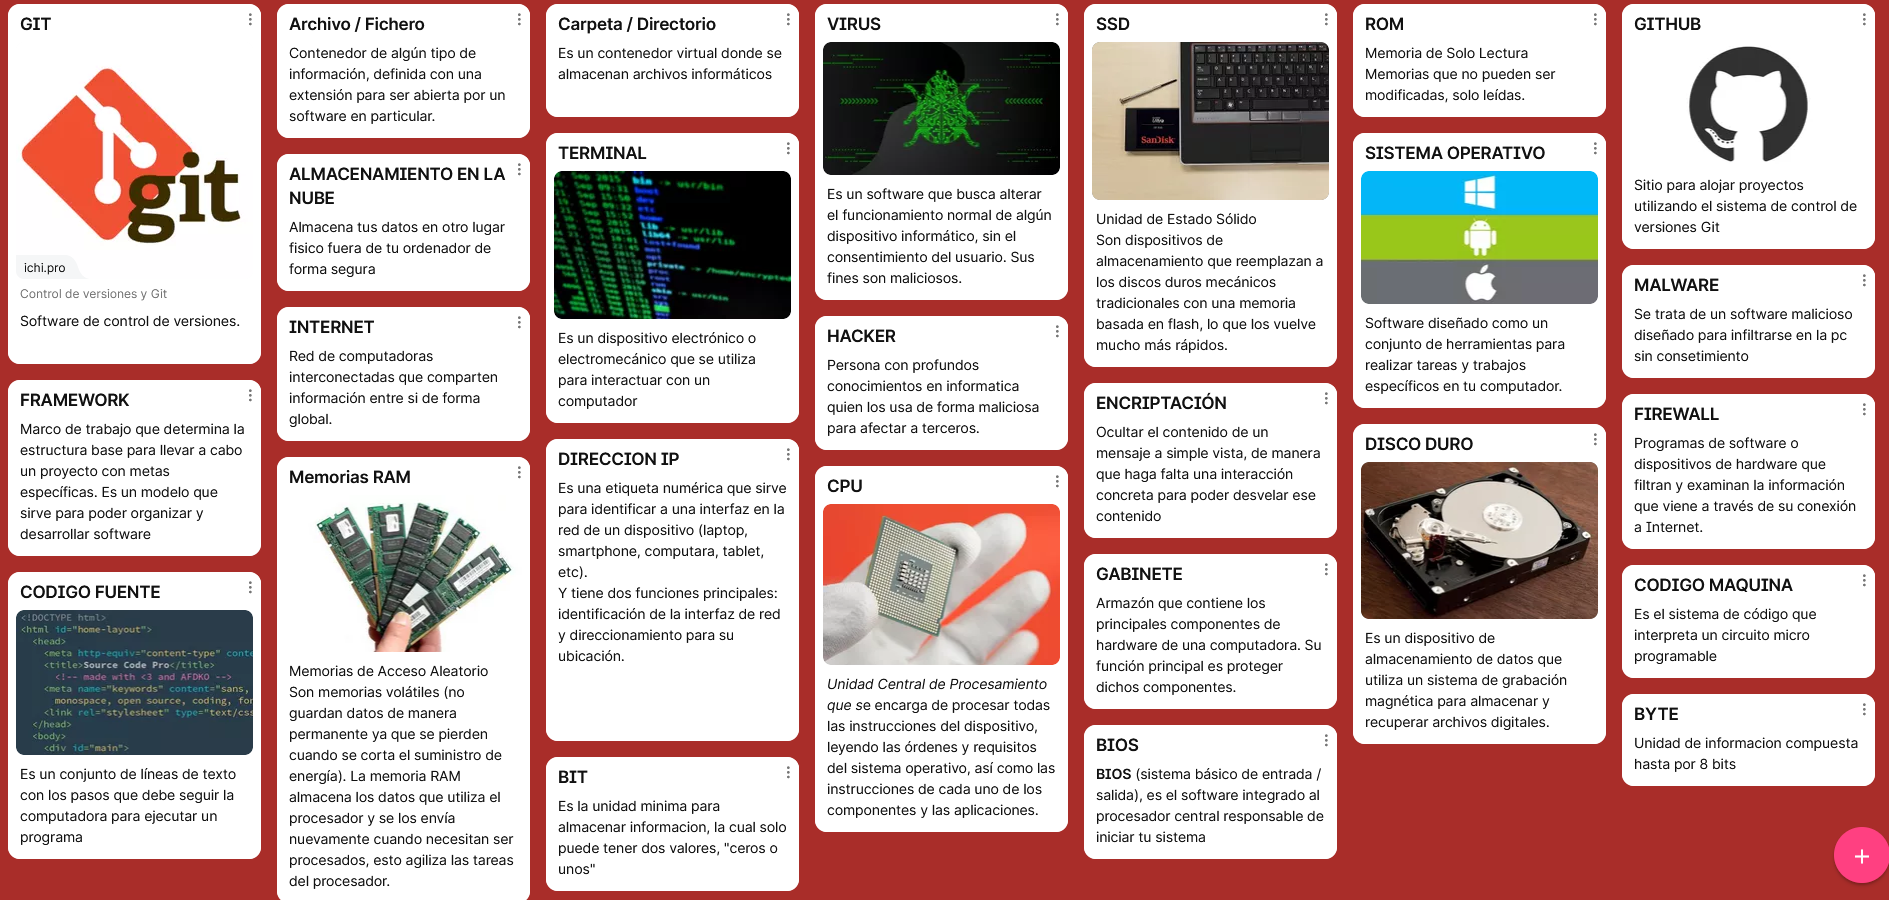 GIT
git
ichi.pro
Control de versiones y Git
Software de control de versiones.
FRAMEWORK
Marco de trabajo que determina la
estructura base para llevar a cabo
un proyecto con metas
específicas. Es un modelo que
sirve para poder organizar y
desarrollar software
CODIGO FUENTE
<!DOCTYPE html>
<html id="home-layout">
<head>
<meta http-equiv="content-type" conte
<title>Source Code Pro</title>
<!-- made with <3 and AFDKO -->
<meta name="keywords" content="sans,
monospace, open source, coding, for
<link rel="stylesheet" type="text/css
</head>
<body>
<div id="main">
Es un conjunto de líneas de texto
con los pasos que debe seguir la
computadora para ejecutar un
programa
Archivo / Fichero
Contenedor de algún tipo de
información, definida con una
extensión para ser abierta por un
software en particular.
ALMACENAMIENTO EN LA
NUBE
Almacena tus datos en otro lugar
fisico fuera de tu ordenador de
forma segura
INTERNET
Red de computadoras
interconectadas que comparten
información entre si de forma
global.
Memorias RAM
Memorias de Acceso Aleatorio
Son memorias volátiles (no
guardan datos de manera
permanente ya que se pierden
cuando se corta el suministro de
energía). La memoria RAM
almacena los datos que utiliza el
procesador y se los envía
nuevamente cuando necesitan ser
procesados, esto agiliza las tareas
del procesador.
Carpeta / Directorio
Es un contenedor virtual donde se
almacenan archivos informáticos
TERMINAL
bin -> usr/bin
lib -> usr/lib
lib64 -> usr/lib
lost+found
private -> /home/encrypted
sbin -> usr/bin
Es un dispositivo electrónico o
electromecánico que se utiliza
para interactuar con un
computador
DIRECCION IP
Es una etiqueta numérica que sirve
para identificar a una interfaz en la
red de un dispositivo (laptop,
smartphone, computara, tablet,
etc).
Y tiene dos funciones principales:
identificación de la interfaz de red
y direccionamiento para su
ubicación.
BIT
Es la unidad minima para
almacenar informacion, la cual solo
puede tener dos valores, "ceros o
unos"
VIRUS
Es un software que busca alterar
el funcionamiento normal de algún
dispositivo informático, sin el
consentimiento del usuario. Sus
fines son maliciosos.
HACKER
Persona con profundos
conocimientos en informatica
quien los usa de forma maliciosa
para afectar a terceros.
CPU
Unidad Central de Procesamiento
que se encarga de procesar todas
las instrucciones del dispositivo,
leyendo las órdenes y requisitos
del sistema operativo, así como las
instrucciones de cada uno de los
componentes y las aplicaciones.
SSD
SanDisk
Unidad de Estado Sólido
Son dispositivos de
almacenamiento que reemplazan a
los discos duros mecánicos
tradicionales con una memoria
basada en flash, lo que los vuelve
mucho más rápidos.
ENCRIPTACIÓN
Ocultar el contenido de un
mensaje a simple vista, de manera
que haga falta una interacción
concreta para poder desvelar ese
contenido
GABINETE
Armazón que contiene los
principales componentes de
hardware de una computadora. Su
función principal es proteger
dichos componentes.
BIOS
BIOS (sistema básico de entrada /
salida), es el software integrado al
procesador central responsable de
iniciar tu sistema
ROM
Memoria de Solo Lectura
Memorias que no pueden ser
modificadas, solo leídas.
SISTEMA OPERATIVO
Software diseñado como un
conjunto de herramientas para
realizar tareas y trabajos
específicos en tu computador.
DISCO DURO
Es un dispositivo de
almacenamiento de datos que
utiliza un sistema de grabación
magnética para almacenar y
recuperar archivos digitales.
GITHUB
Sitio para alojar proyectos
utilizando el sistema de control de
versiones Git
MALWARE
Se trata de un software malicioso
diseñado para infiltrarse en la pc
sin consetimiento
FIREWALL
Programas de software o
dispositivos de hardware que
filtran y examinan la información
que viene a través de su conexión
a Internet.
CODIGO MAQUINA
Es el sistema de código que
interpreta un circuito micro
programable
BYTE
Unidad de informacion compuesta
hasta por 8 bits